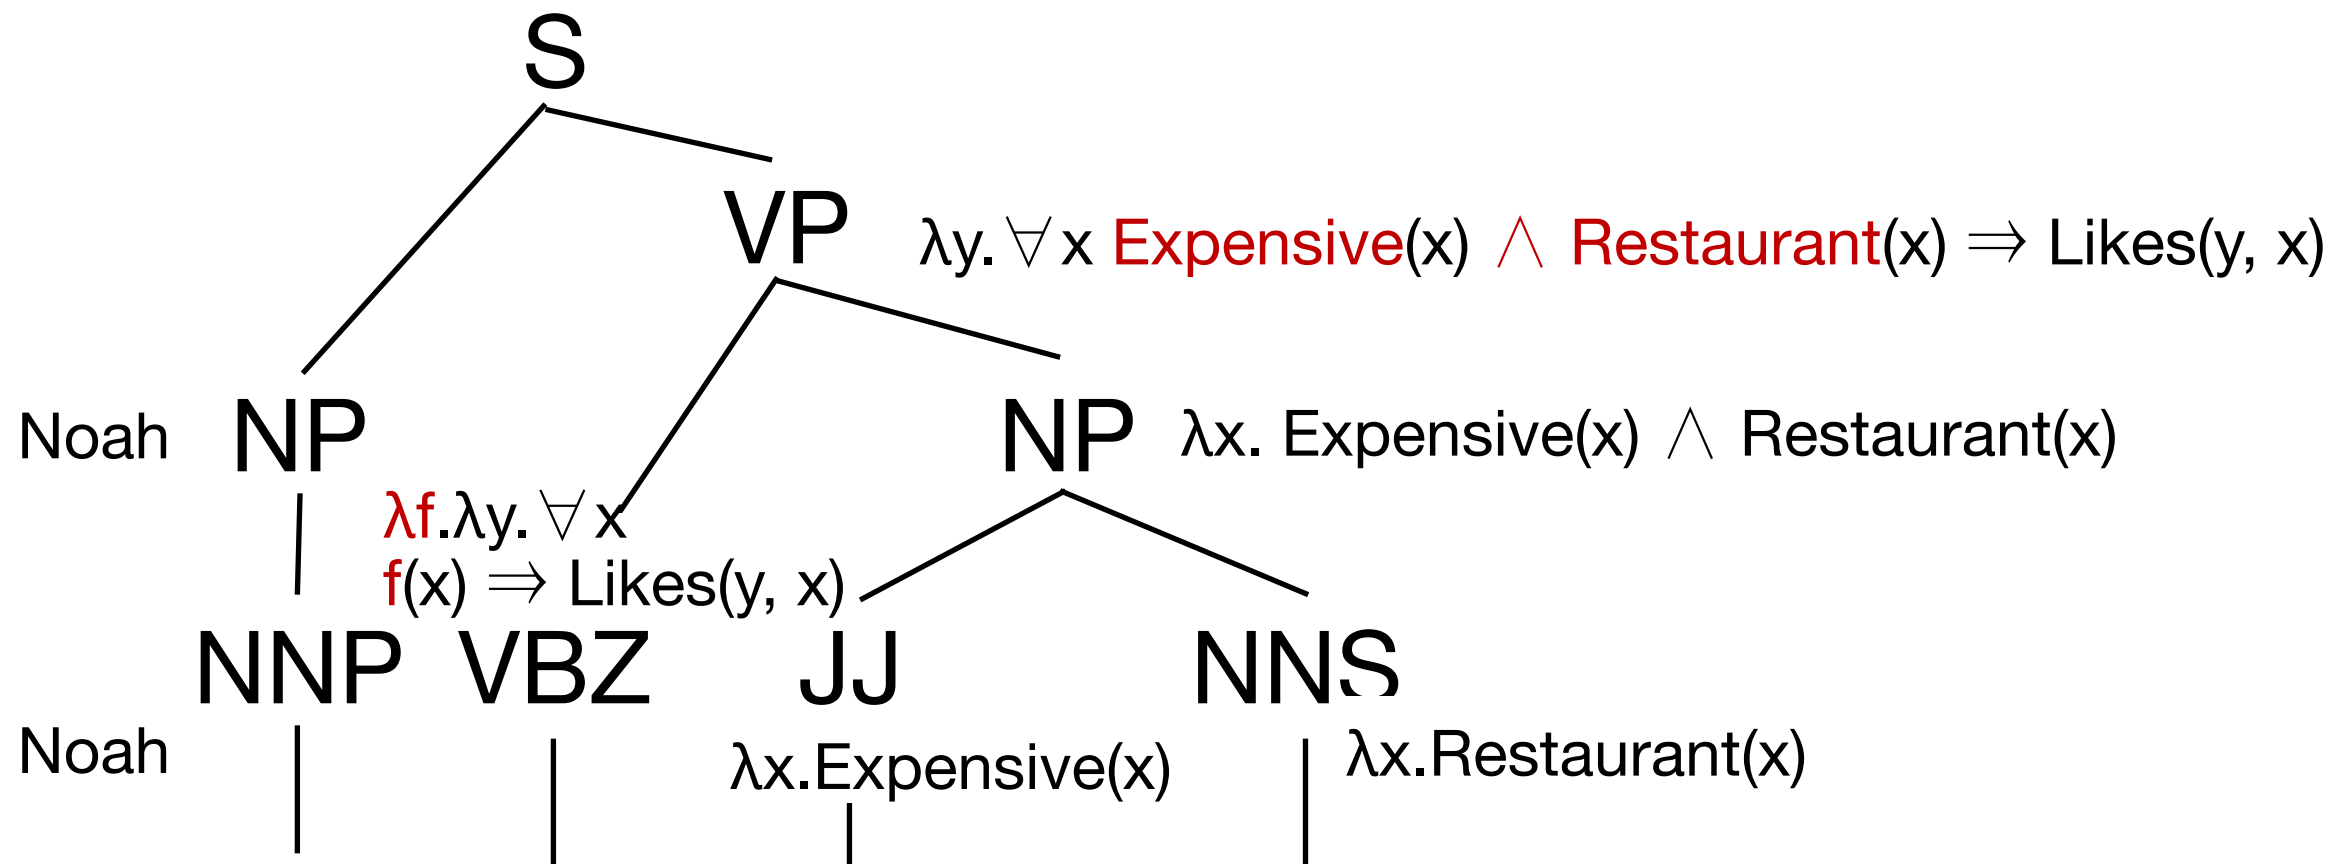 S
VP λy. ∀x Expensive(x) ∧ Restaurant(x) ⇒ Likes(y, x)
Noah NP NP λx. Expensive(x) ∧ Restaurant(x)
λf.λy. ∀x
f(x) ⇒ Likes(y, x)
NNP VBZ JJ NNS
Noah λx.Expensive(x) λx.Restaurant(x)